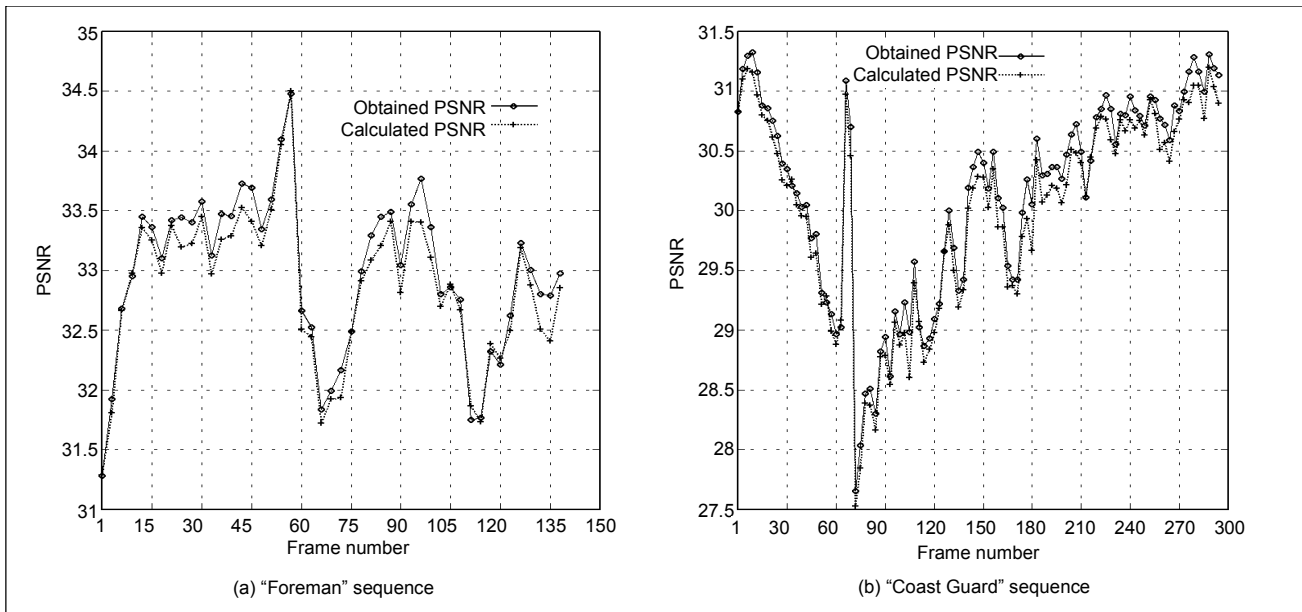 35
34.5
34
33.5
33
32.5
32
31.5
31
PSNR
Obtained PSNR
Calculated PSNR
1 15 30 45 60 75 90 105 120 135 150
Frame number
(a) “Foreman” sequence
31.5
31
30.5
30
29.5
29
28.5
28
27.5
PSNR
Obtained PSNR
Calculated PSNR
1 30 60 90 120 150 180 210 240 270 300
Frame number
(b) “Coast Guard” sequence